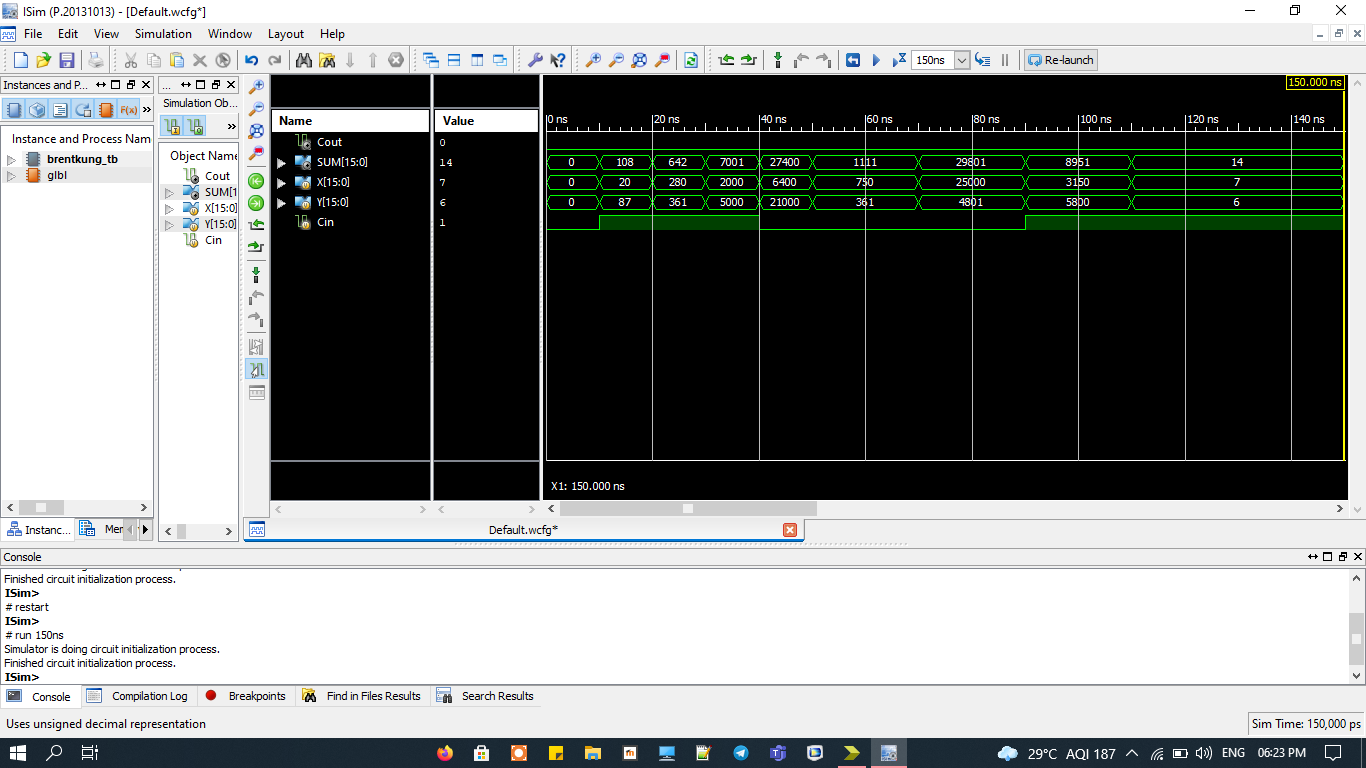 ISim (P.20131013) - [Default.wcfg*]
File Edit View Simulation Window Layout Help
150ns Re-launch
Instances and P...
Instance and Process Nam
brentkung_tb
glbl
Instanc... Mer
...
Simulation Ob...
Object Name
Cout
SUM[1
X[15:0]
Y[15:0]
Cin
Name Value
Cout 0
SUM[15:0] 14
X[15:0] 7
Y[15:0] 6
Cin 1
150.000 ns
0 ns 20 ns 40 ns 60 ns 80 ns 100 ns 120 ns 140 ns
0 108 642 7001 27400 1111 29801 8951 14
0 20 280 2000 6400 750 25000 3150 7
0 87 361 5000 21000 361 4801 5800 6
X1: 150.000 ns
Default.wcfg*
Console
Finished circuit initialization process.
ISim>
# restart
ISim>
# run 150ns
Simulator is doing circuit initialization process.
Finished circuit initialization process.
ISim>
Console Compilation Log Breakpoints Find in Files Results Search Results
Uses unsigned decimal representation
Sim Time: 150,000 ps
29°C AQI 187 ENG 06:23 PM